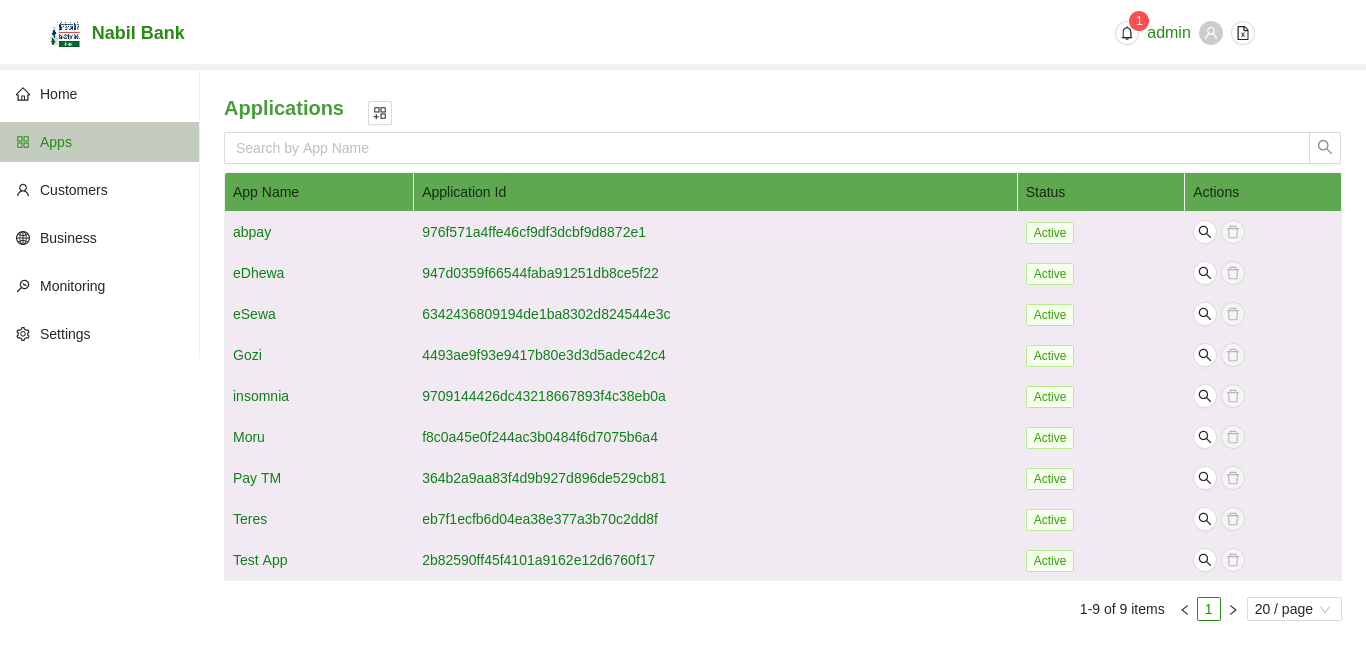 Nabil Bank
1
admin
Home
Apps
Customers
Business
Monitoring
Settings
Applications
Search by App Name
App Name Application Id Status Actions
abpay 976f571a4ffe46cf9df3dcbf9d8872e1 Active
eDhewa 947d0359f66544faba91251db8ce5f22 Active
eSewa 6342436809194de1ba8302d824544e3c Active
Gozi 4493ae9f93e9417b80e3d3d5adec42c4 Active
insomnia 9709144426dc43218667893f4c38eb0a Active
Moru f8c0a45e0f244ac3b0484f6d7075b6a4 Active
Pay TM 364b2a9aa83f4d9b927d896de529cb81 Active
Teres eb7f1ecfb6d04ea38e377a3b70c2dd8f Active
Test App 2b82590ff45f4101a9162e12d6760f17 Active
1-9 of 9 items 1 20 / page